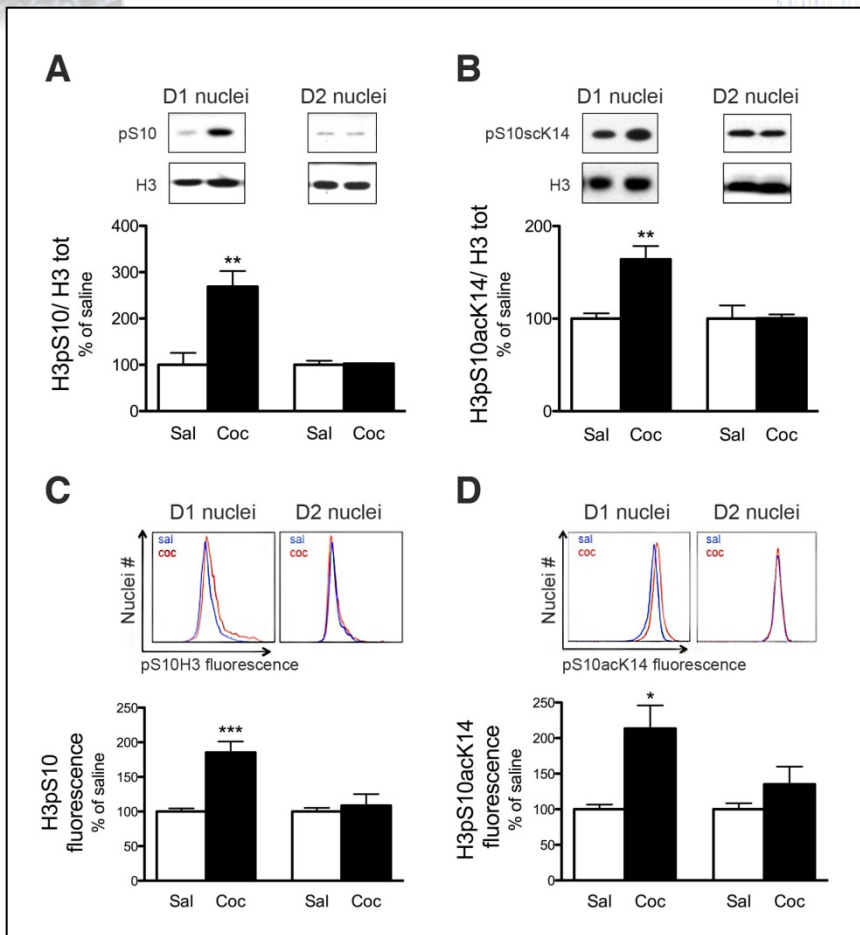 A
D1 nuclei
D2 nuclei
pS10
H3
H3pS10/ H3 tot
% of saline
400
300
200
100
0
**
Sal
Coc
Sal
Coc
B
D1 nuclei
D2 nuclei
pS10scK14
H3
H3pS10acK14/ H3 tot
% of saline
200
100
0
**
Sal
Coc
Sal
Coc
C
D1 nuclei
D2 nuclei
Nuclei #
sal
coc
sal
coc
pS10H3 fluorescence
H3pS10
fluorescence
% of saline
250
200
150
100
50
0
***
Sal
Coc
Sal
Coc
D
D1 nuclei
D2 nuclei
Nuclei #
sal
coc
sal
coc
pS10acK14 fluorescence
H3pS10acK14
fluorescence
% of saline
250
200
150
100
50
0
*
Sal
Coc
Sal
Coc